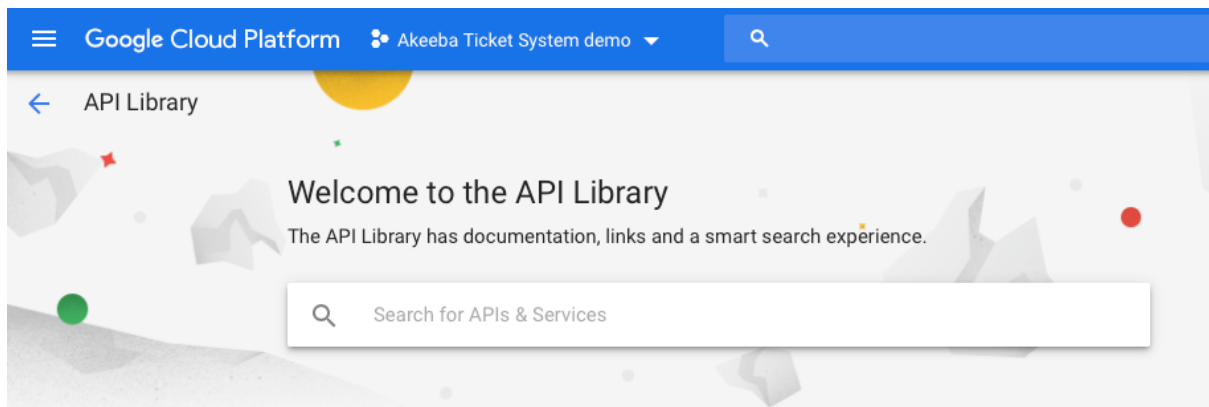 Google Cloud Platform
Akeeba Ticket System demo
API Library
Welcome to the API Library
The API Library has documentation, links and a smart search experience.
Search for APIs & Services